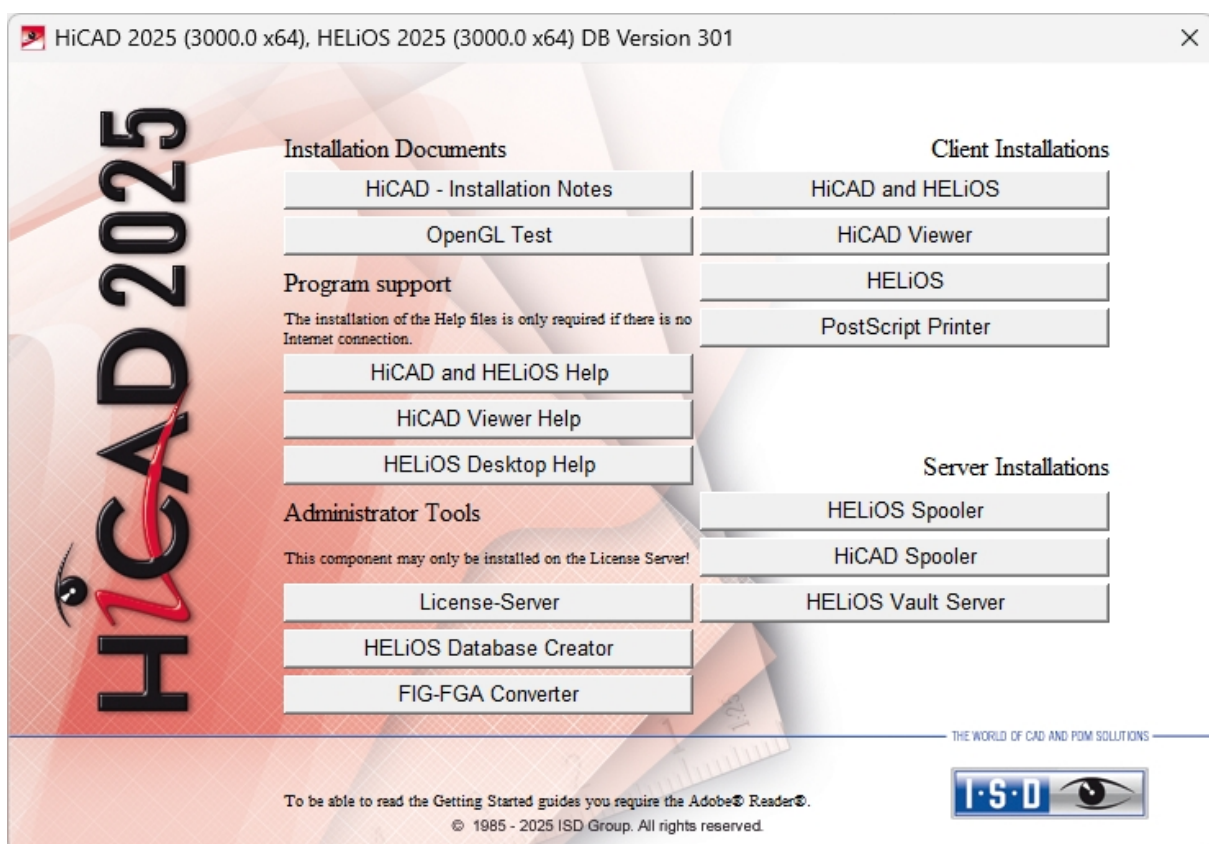 HiCAD 2025 (3000.0 x64), HELiOS 2025 (3000.0 x64) DB Version 301
HiCAD 2025
Installation Documents
HiCAD - Installation Notes
OpenGL Test
Program support
The installation of the Help files is only required if there is no
Internet connection.
HiCAD and HELiOS Help
HiCAD Viewer Help
HELiOS Desktop Help
Administrator Tools
This component may only be installed on the License Server!
License-Server
HELiOS Database Creator
FIG-FGA Converter
Client Installations
HiCAD and HELiOS
HiCAD Viewer
HELiOS
PostScript Printer
Server Installations
HELiOS Spooler
HiCAD Spooler
HELiOS Vault Server
THE WORLD OF CAD AND PDM SOLUTIONS
I·S·D
To be able to read the Getting Started guides you require the Adobe® Reader®.
© 1985 - 2025 ISD Group. All rights reserved.